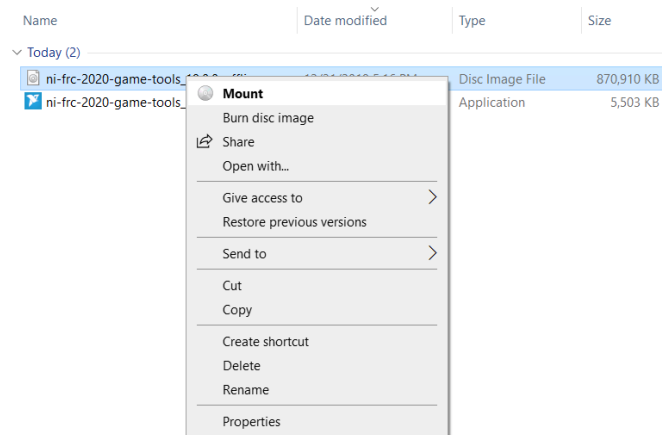 Name Date modified Type Size
Today (2)
ni-frc-2020-game-tools_ Disc Image File 870,910 KB
ni-frc-2020-game-tools_ Application 5,503 KB
Mount
Burn disc image
Share
Open with...
Give access to
Restore previous versions
Send to
Cut
Copy
Create shortcut
Delete
Rename
Properties